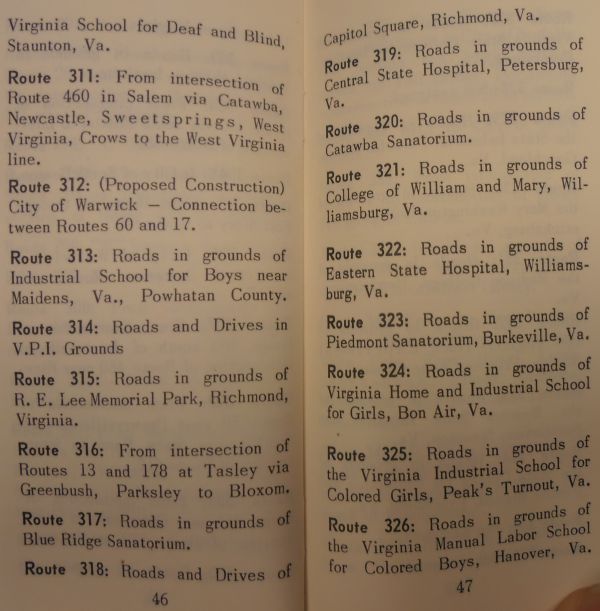 Virginia School for Deaf and Blind,
Staunton, Va.
Route 311: From intersection of
Route 460 in Salem via Catawba,
Newcastle, Sweetsprings, West
Virginia, Crows to the West Virginia
line.
Route 312: (Proposed Construction)
City of Warwick — Connection be-
tween Routes 60 and 17.
Route 313: Roads in grounds of
Industrial School for Boys near
Maidens, Va., Powhatan County.
Route 314: Roads and Drives in
V.P.I. Grounds
Route 315: Roads in grounds of
R. E. Lee Memorial Park, Richmond,
Virginia.
Route 316: From intersection of
Routes 13 and 178 at Tasley via
Greenbush, Parksley to Bloxom.
Route 317: Roads in grounds of
Blue Ridge Sanatorium.
Route 318: Roads and Drives of
46
Capitol Square, Richmond, Va.
Route 319: Roads in grounds of
Central State Hospital, Petersburg,
Va.
Route 320: Roads in grounds of
Catawba Sanatorium.
Route 321: Roads in grounds of
College of William and Mary, Wil-
liamsburg, Va.
Route 322: Roads in grounds of
Eastern State Hospital, Williams-
burg, Va.
Route 323: Roads in grounds of
Piedmont Sanatorium, Burkeville, Va.
Route 324: Roads in grounds of
Virginia Home and Industrial School
for Girls, Bon Air, Va.
Route 325: Roads in grounds of
the Virginia Industrial School for
Colored Girls, Peak's Turnout, Va.
Route 326: Roads in grounds of
the Virginia Manual Labor School
for Colored Boys, Hanover, Va.
47